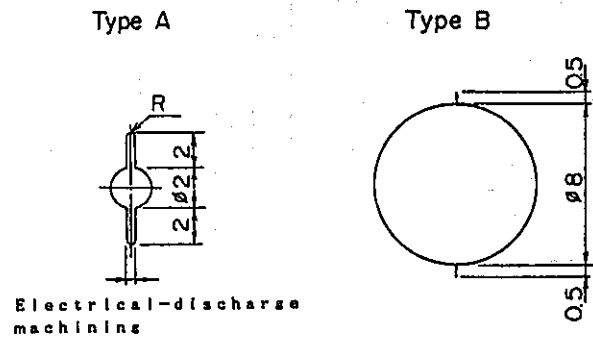 Type A
Type B
R
2
ø2
2
0.5
ø8
0.5
Electrical-discharge
machining